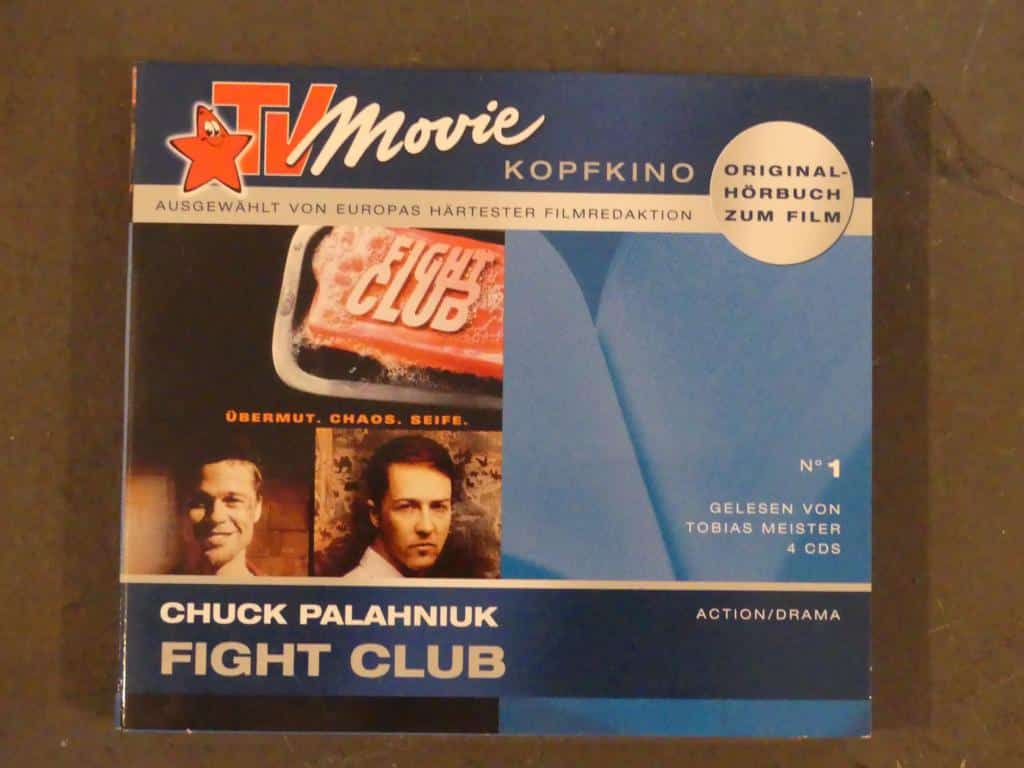 TV Movie
KOPFKINO
ORIGINAL-
HÖRBUCH
ZUM FILM
AUSGEWÄHLT VON EUROPAS HÄRTESTER FILMREDAKTION
FIGHT
CLUB
ÜBERMUT. CHAOS. SEIFE.
Nº 1
GELESEN VON
TOBIAS MEISTER
4 CDS
CHUCK PALAHNIUK
FIGHT CLUB
ACTION/DRAMA